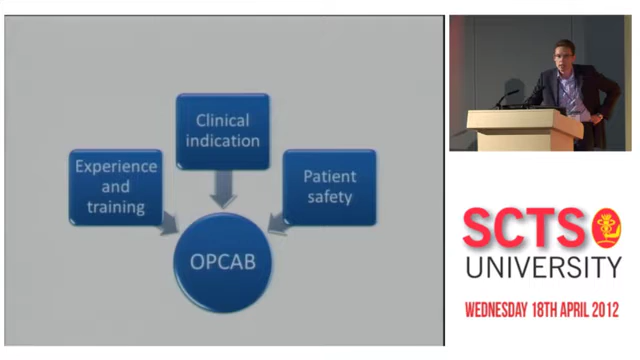 Clinical
indication
Experience
and
training
Patient
safety
OPCAB
SCTS
UNIVERSITY
WEDNESDAY 18TH APRIL 2012